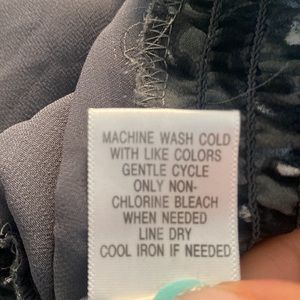 MACHINE WASH COLD
WITH LIKE COLORS
GENTLE CYCLE
ONLY NON-
CHLORINE BLEACH
WHEN NEEDED
LINE DRY
COOL IRON IF NEEDED